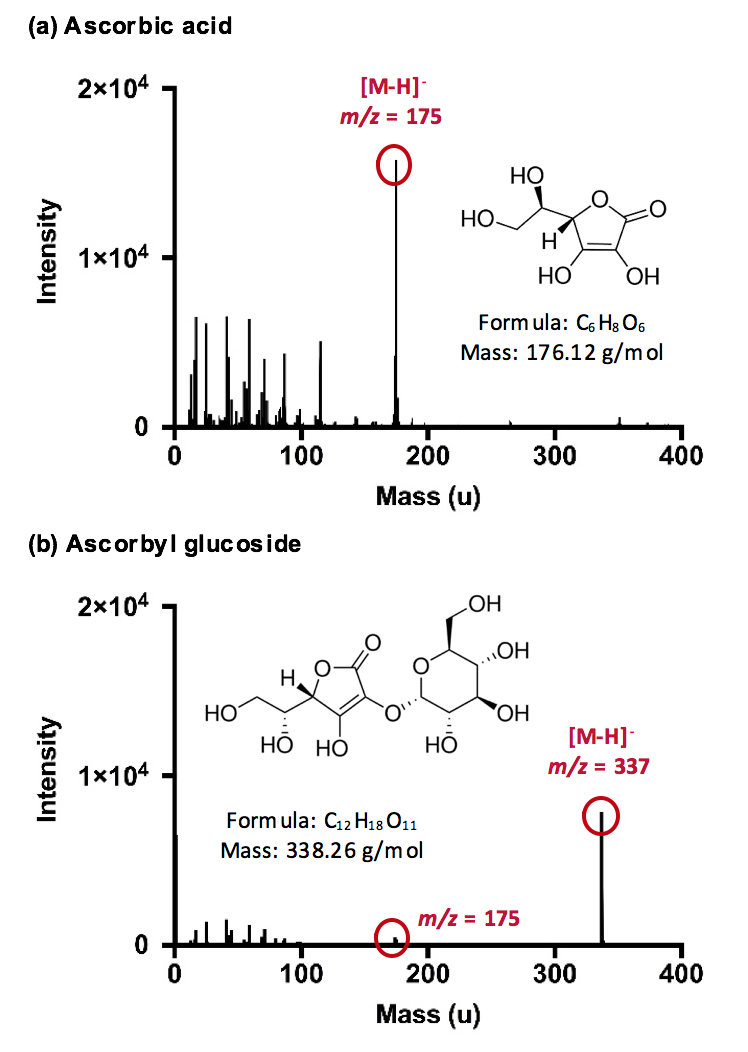 (a) Ascorbic acid
2×10⁴
[M-H]⁻
m/z = 175
Intensity
1×10⁴
0
HO
O
O
HO
H
HO
OH
Formula: C₆H₈O₆
Mass: 176.12 g/mol
0 100 200 300 400
Mass (u)
(b) Ascorbyl glucoside
2×10⁴
OH
O
O
OH
H
O
HO
O
OH
HO
HO
HO
[M-H]⁻
m/z = 337
Intensity
1×10⁴
Formula: C₁₂H₁₈O₁₁
Mass: 338.26 g/mol
m/z = 175
0
0 100 200 300 400
Mass (u)